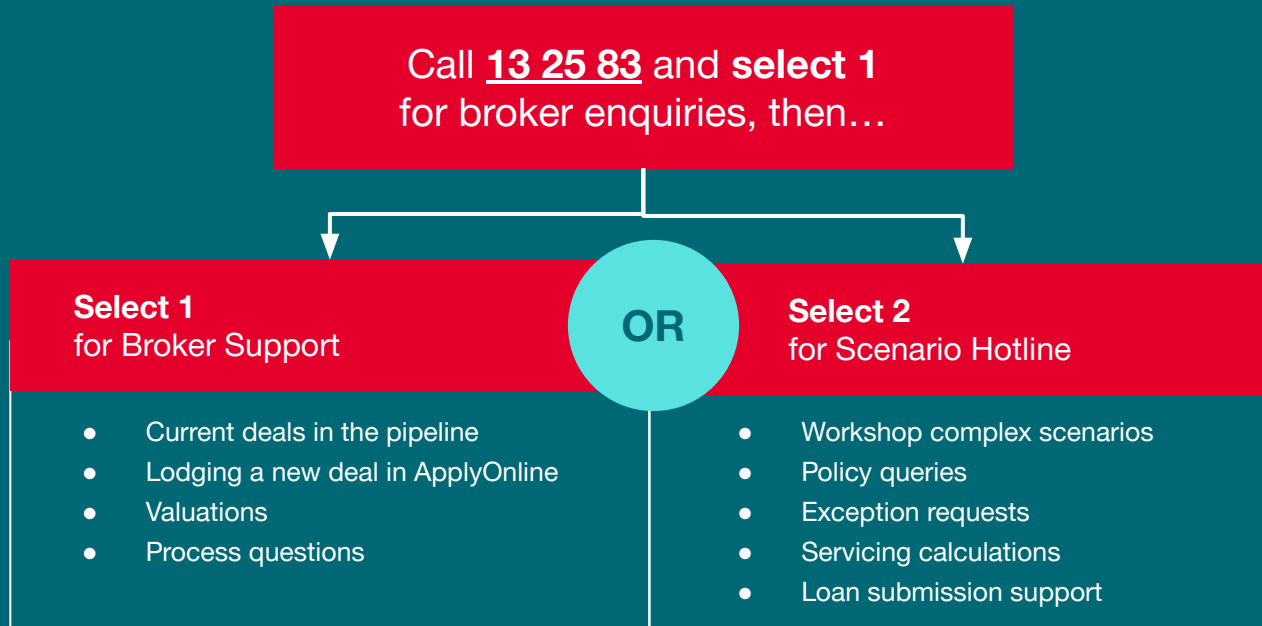 Call 13 25 83 and select 1
for broker enquiries, then…
Select 1
for Broker Support
OR
Select 2
for Scenario Hotline
● Current deals in the pipeline
● Lodging a new deal in ApplyOnline
● Valuations
● Process questions
● Workshop complex scenarios
● Policy queries
● Exception requests
● Servicing calculations
● Loan submission support